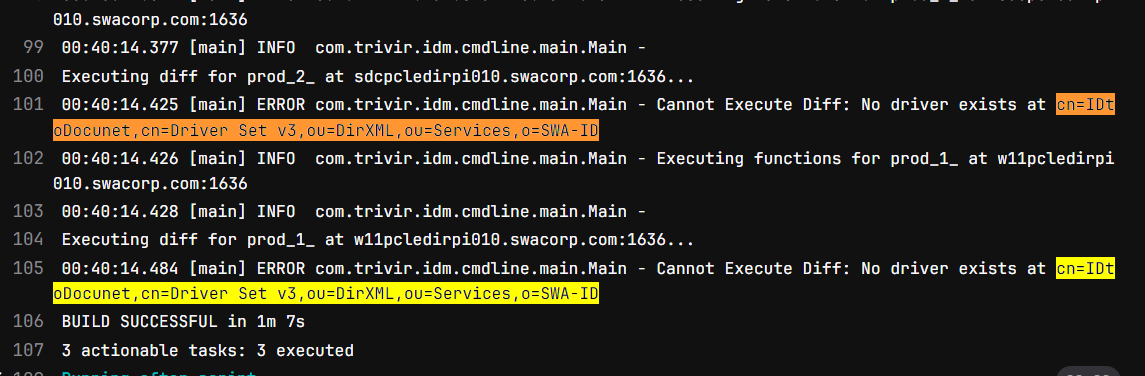 010.swacorp.com:1636
99 00:40:14.377 [main] INFO  com.trivir.idm.cmdline.main.Main -
100 Executing diff for prod_2_ at sdcpcledirpi010.swacorp.com:1636...
101 00:40:14.425 [main] ERROR com.trivir.idm.cmdline.main.Main - Cannot Execute Diff: No driver exists at cn=IDt
oDocunet,cn=Driver Set v3,ou=DirXML,ou=Services,o=SWA-ID
102 00:40:14.426 [main] INFO  com.trivir.idm.cmdline.main.Main - Executing functions for prod_1_ at w11pcledirpi
010.swacorp.com:1636
103 00:40:14.428 [main] INFO  com.trivir.idm.cmdline.main.Main -
104 Executing diff for prod_1_ at w11pcledirpi010.swacorp.com:1636...
105 00:40:14.484 [main] ERROR com.trivir.idm.cmdline.main.Main - Cannot Execute Diff: No driver exists at cn=IDt
oDocunet,cn=Driver Set v3,ou=DirXML,ou=Services,o=SWA-ID
106 BUILD SUCCESSFUL in 1m 7s
107 3 actionable tasks: 3 executed